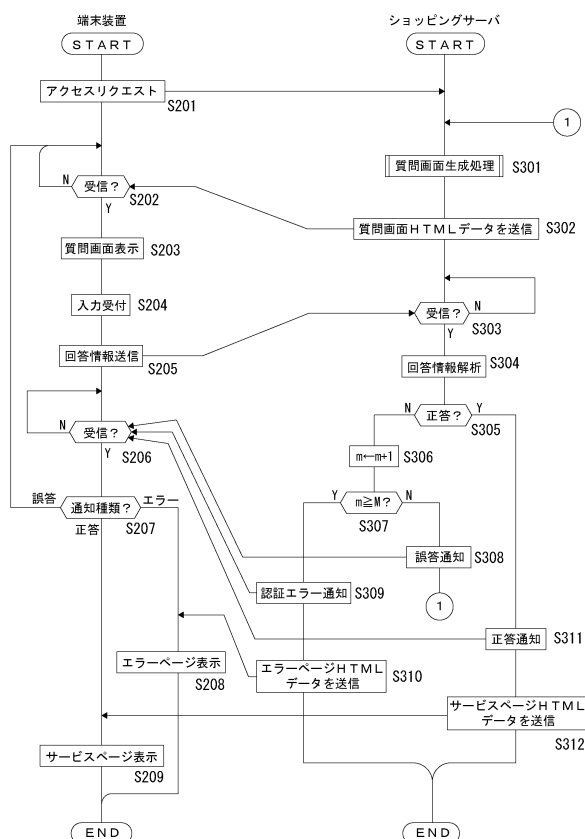 端末装置
ショッピングサーバ
ＳＴＡＲＴ
ＳＴＡＲＴ
アクセスリクエスト
S201
1
質問画面生成処理
S301
N
受信？
S202
Y
質問画面ＨＴＭＬデータを送信
S302
質問画面表示
S203
入力受付
S204
受信？
N
S303
Y
回答情報送信
S205
回答情報解析
S304
N
正答？
Y
S305
N
受信？
S206
Y
m←m+1
S306
Y
m≧M？
N
S307
誤答
通知種類？
エラー
S207
正答
誤答通知
S308
認証エラー通知
S309
1
正答通知
S311
エラーページ表示
S208
エラーページＨＴＭＬ
データを送信
S310
サービスページＨＴＭＬ
データを送信
S312
サービスページ表示
S209
ＥＮＤ
ＥＮＤ